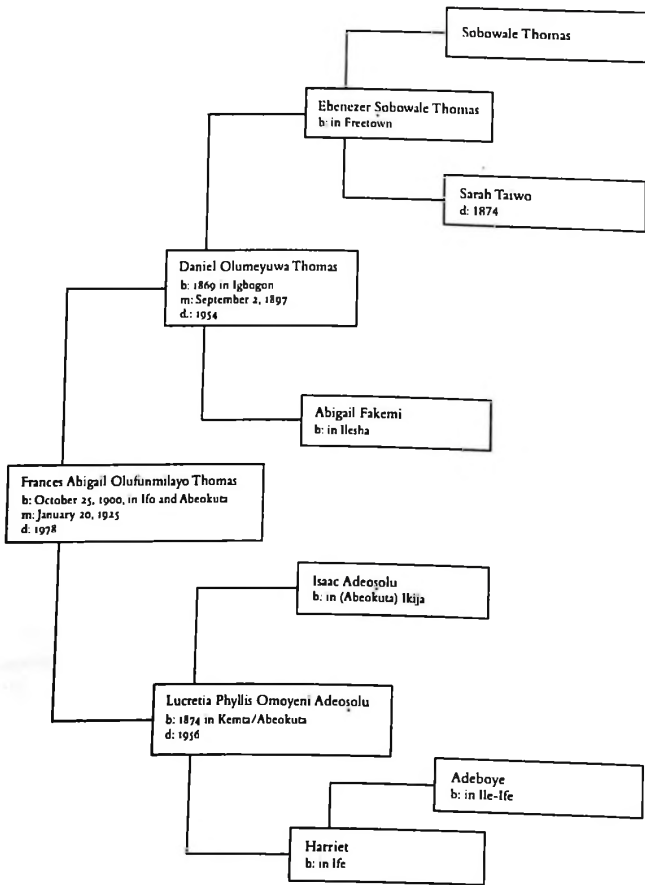 Sobowale Thomas
Ebenezer Sobowale Thomas
b: in Freetown
Sarah Taiwo
d: 1874
Daniel Olumeyuwa Thomas
b: 1869 in Igbogon
m: September 2, 1897
d.: 1954
Abigail Fakemi
b: in Ilesha
Frances Abigail Olufunmilayo Thomas
b: October 25, 1900, in Ifo and Abeokuta
m: January 20, 1925
d: 1978
Isaac Adeosolu
b: in (Abeokuta) Ikija
Lucretia Phyllis Omoyeni Adeosolu
b: 1874 in Kemta/Abeokuta
d: 1956
Adeboye
b: in Ile-Ife
Harriet
b: in Ife